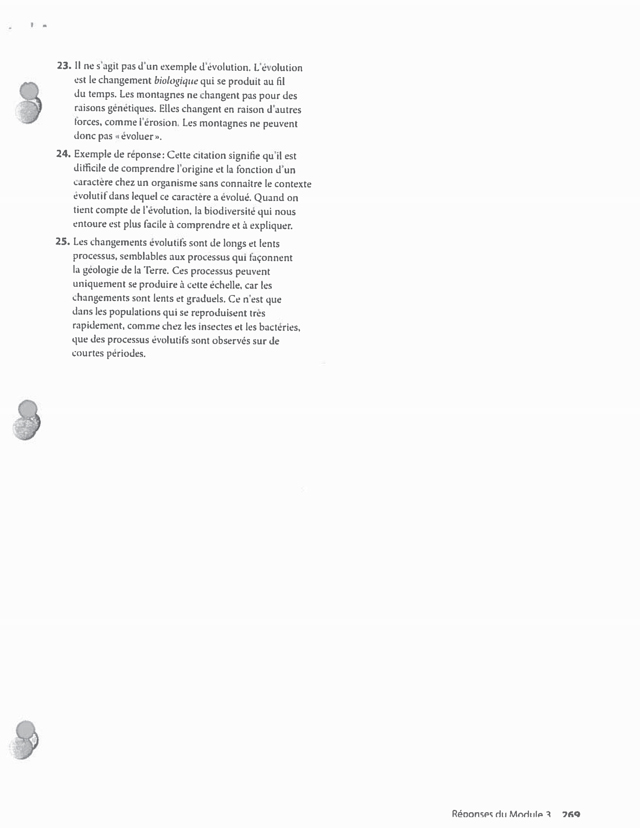 23. Il ne s'agit pas d'un exemple d'évolution. L'évolution
est le changement biologique qui se produit au fil
du temps. Les montagnes ne changent pas pour des
raisons génétiques. Elles changent en raison d'autres
forces, comme l'érosion. Les montagnes ne peuvent
donc pas « évoluer ».
24. Exemple de réponse : Cette citation signifie qu'il est
difficile de comprendre l'origine et la fonction d'un
caractère chez un organisme sans connaître le contexte
évolutif dans lequel ce caractère a évolué. Quand on
tient compte de l'évolution, la biodiversité qui nous
entoure est plus facile à comprendre et à expliquer.
25. Les changements évolutifs sont de longs et lents
processus, semblables aux processus qui façonnent
la géologie de la Terre. Ces processus peuvent
uniquement se produire à cette échelle, car les
changements sont lents et graduels. Ce n'est que
dans les populations qui se reproduisent très
rapidement, comme chez les insectes et les bactéries,
que des processus évolutifs sont observés sur de
courtes périodes.
Réponses du Module 3 269